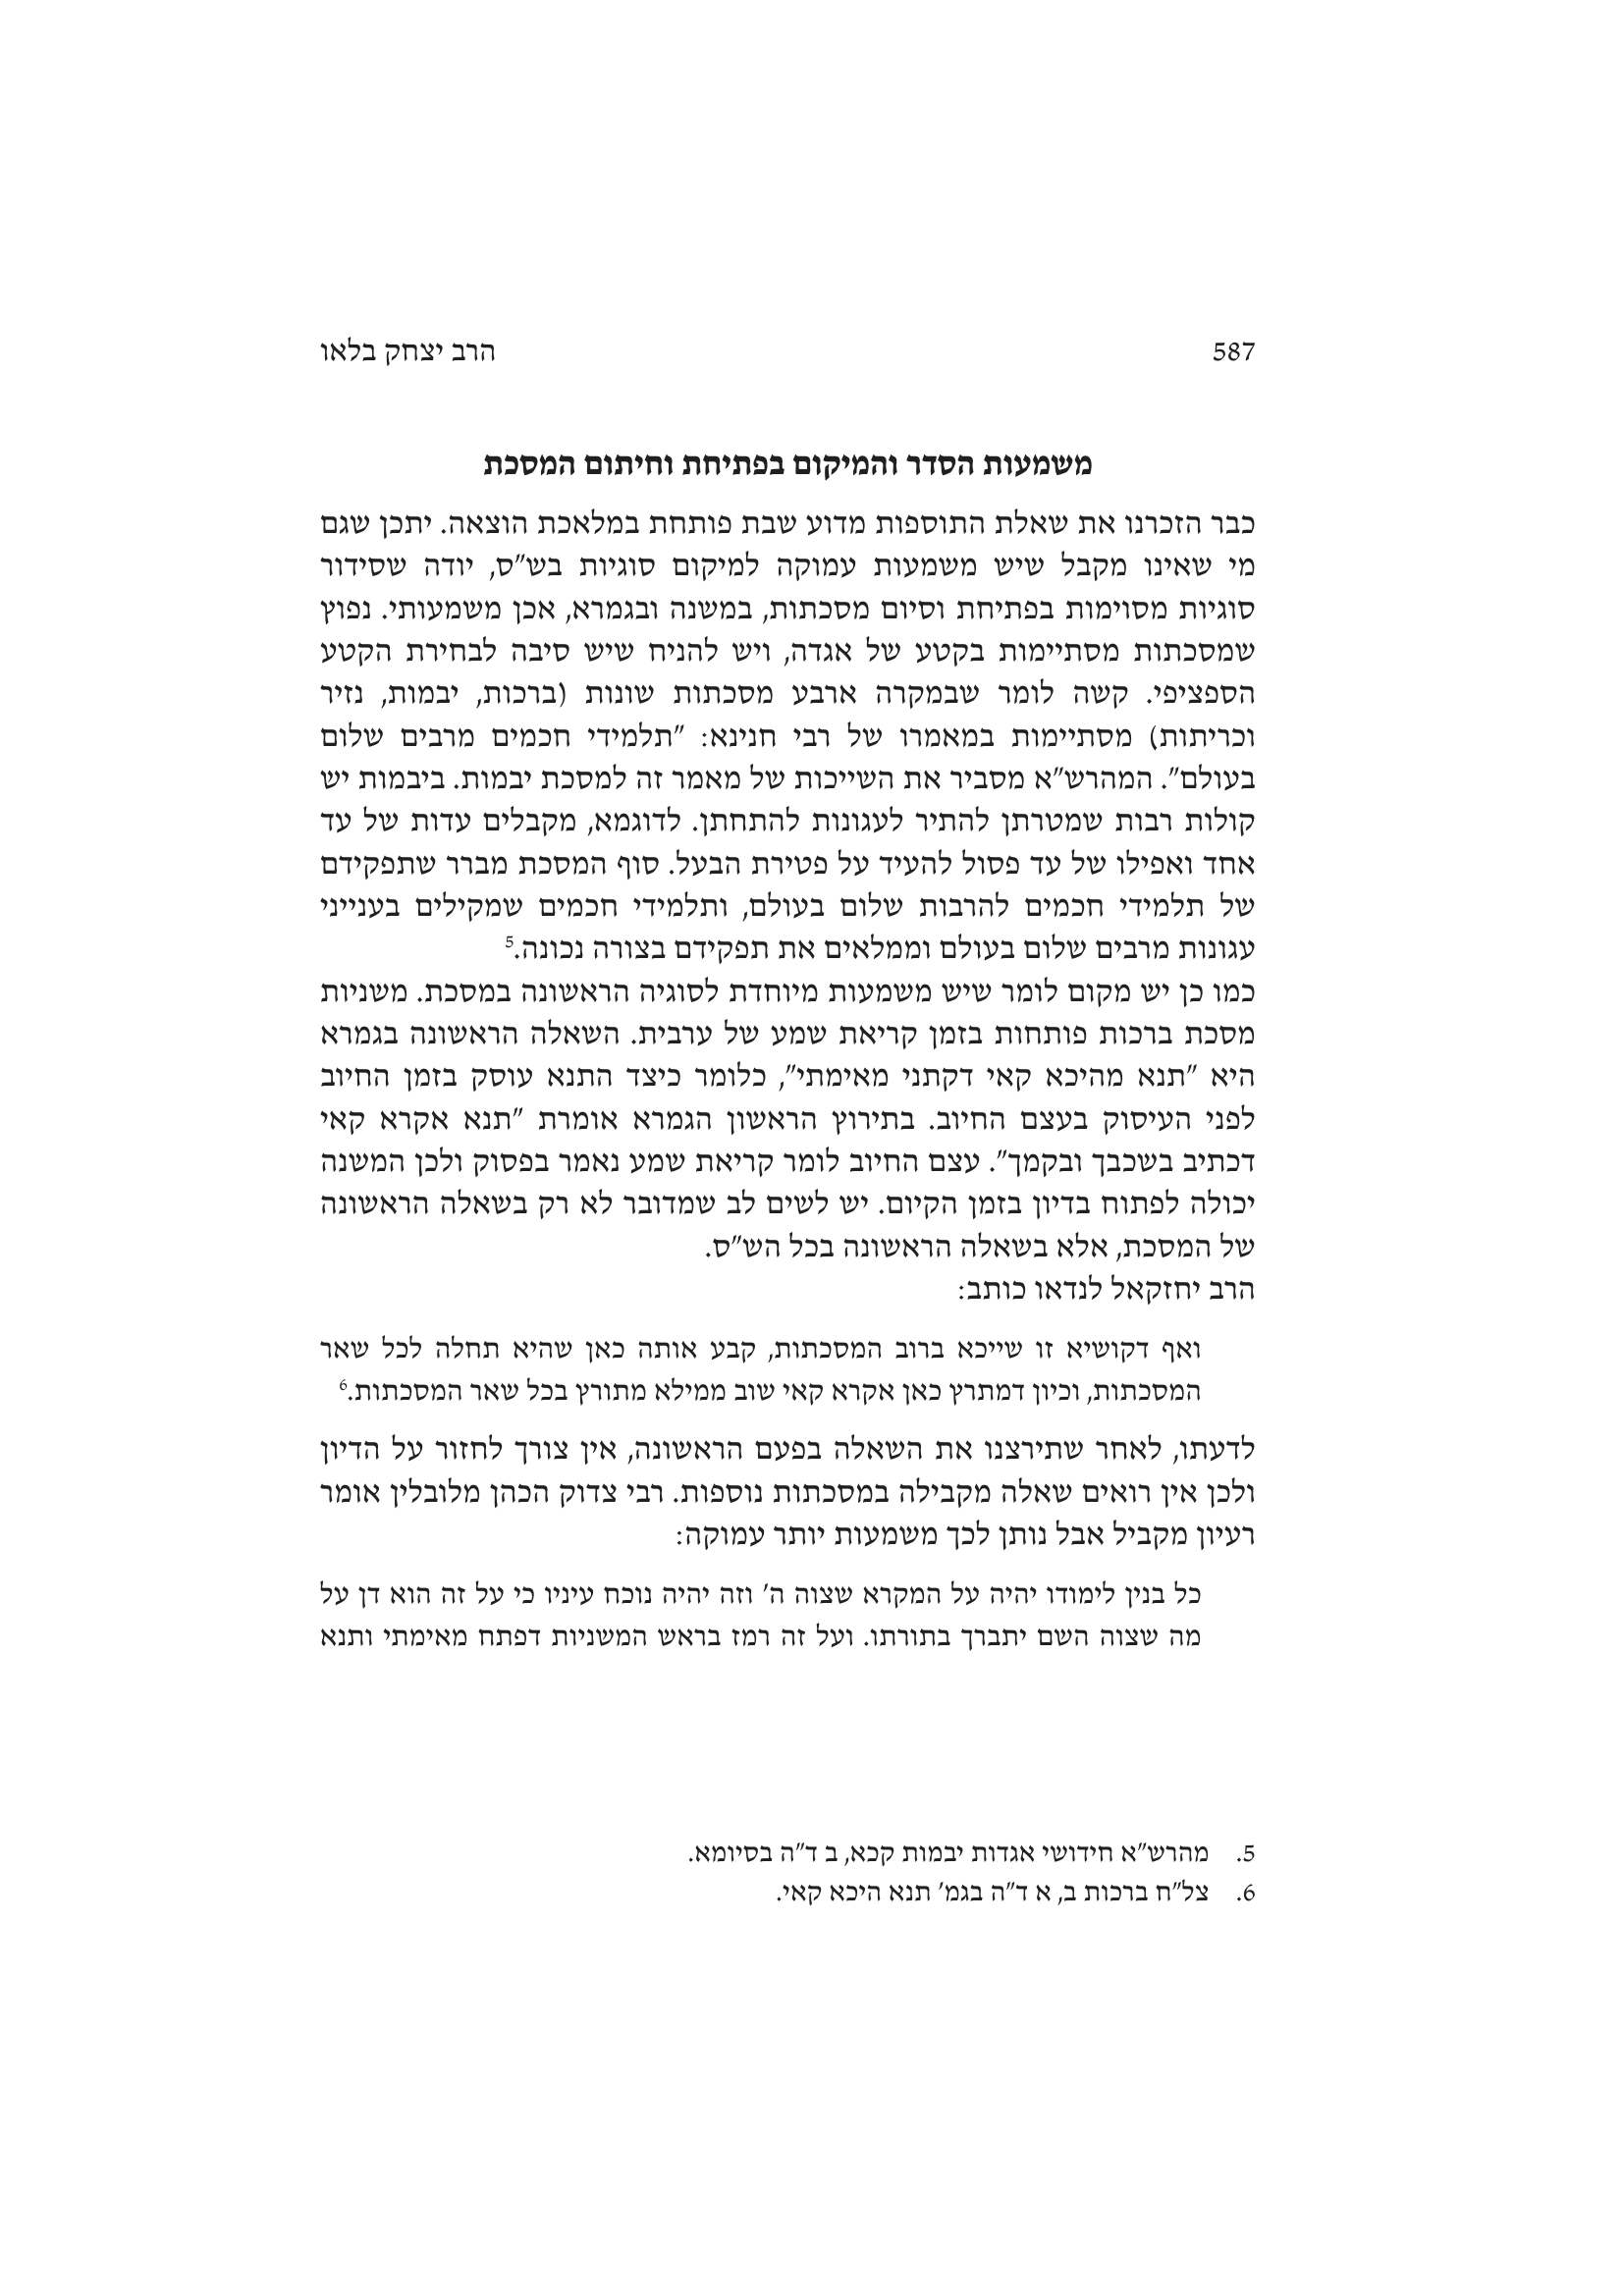 587 הרב יצחק בלאו
משמעות הסדר והמיקום בפתיחת וחיתום המסכת
כבר הזכרנו את שאלת התוספות מדוע שבת פותחת במלאכת הוצאה. יתכן שגם
מי שאינו מקבל שיש משמעות עמוקה למיקום סוגיות בש״ס, יודה שסידור
סוגיות מסוימות בפתיחת וסיום מסכתות, במשנה ובגמרא, אכן משמעותי. נפוץ
שמסכתות מסתיימות בקטע של אגדה, ויש להניח שיש סיבה לבחירת הקטע
הספציפי. קשה לומר שבמקרה ארבע מסכתות שונות (ברכות, יבמות, נזיר
וכריתות) מסתיימות במאמרו של רבי חנינא: ״תלמידי חכמים מרבים שלום
בעולם״. המהרש״א מסביר את השייכות של מאמר זה למסכת יבמות. ביבמות יש
קולות רבות שמטרתן להתיר לעגונות להתחתן. לדוגמא, מקבלים עדות של עד
אחד ואפילו של עד פסול להעיד על פטירת הבעל. סוף המסכת מברר שתפקידם
של תלמידי חכמים להרבות שלום בעולם, ותלמידי חכמים שמקילים בענייני
עגונות מרבים שלום בעולם וממלאים את תפקידם בצורה נכונה.5
כמו כן יש מקום לומר שיש משמעות מיוחדת לסוגיה הראשונה במסכת. משניות
מסכת ברכות פותחות בזמן קריאת שמע של ערבית. השאלה הראשונה בגמרא
היא ״תנא מהיכא קאי דקתני מאימתי״, כלומר כיצד התנא עוסק בזמן החיוב
לפני העיסוק בעצם החיוב. בתירוץ הראשון הגמרא אומרת ״תנא אקרא קאי
דכתיב בשכבך ובקמך״. עצם החיוב לומר קריאת שמע נאמר בפסוק ולכן המשנה
יכולה לפתוח בדיון בזמן הקיום. יש לשים לב שמדובר לא רק בשאלה הראשונה
של המסכת, אלא בשאלה הראשונה בכל הש״ס.
הרב יחזקאל לנדאו כותב:
ואף דקושיא זו שייכא ברוב המסכתות, קבע אותה כאן שהיא תחלה לכל שאר
המסכתות, וכיון דמתרץ כאן אקרא קאי שוב ממילא מתורץ בכל שאר המסכתות.6
לדעתו, לאחר שתירצנו את השאלה בפעם הראשונה, אין צורך לחזור על הדיון
ולכן אין רואים שאלה מקבילה במסכתות נוספות. רבי צדוק הכהן מלובלין אומר
רעיון מקביל אבל נותן לכך משמעות יותר עמוקה:
כל בנין לימודו יהיה על המקרא שצוה ה׳ וזה יהיה נוכח עיניו כי על זה הוא דן על
מה שצוה השם יתברך בתורתו. ועל זה רמז בראש המשניות דפתח מאימתי ותנא
5. מהרש״א חידושי אגדות יבמות קכא, ב ד״ה בסיומא.
6. צל״ח ברכות ב, א ד״ה בגמ׳ תנא היכא קאי.